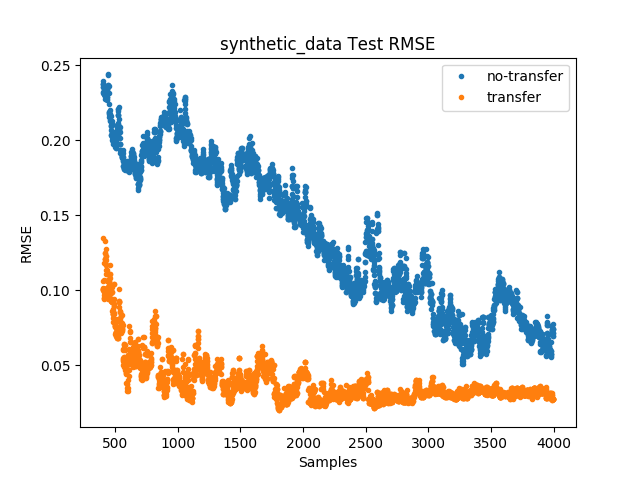 synthetic_data Test RMSE
no-transfer
transfer
RMSE
0.25
0.20
0.15
0.10
0.05
500 1000 1500 2000 2500 3000 3500 4000
Samples